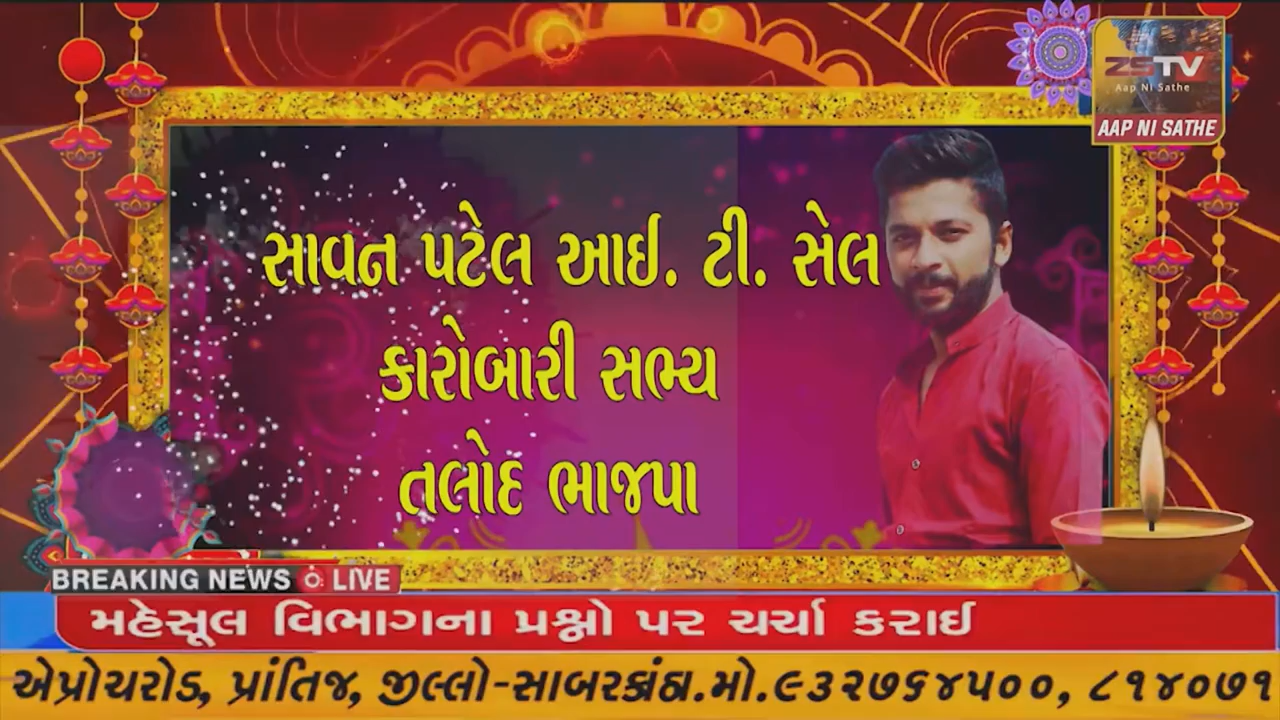 ZSTV
Aap Ni Sathe
AAP NI SATHE
સાવન પટેલ આઈ. ટી. સેલ
કારોબારી સભ્ય
તલોદ ભાજપા
BREAKING NEWS LIVE
મહેસૂલ વિભાગના પ્રશ્નો પર ચર્ચા કરાઈ
એપ્રોચરોડ, પ્રાંતિજ, જીલ્લો-સાબરકાંઠા.મો.૯૩૨૭૬૪૫૦૦, ૮૧૪૦૭૧